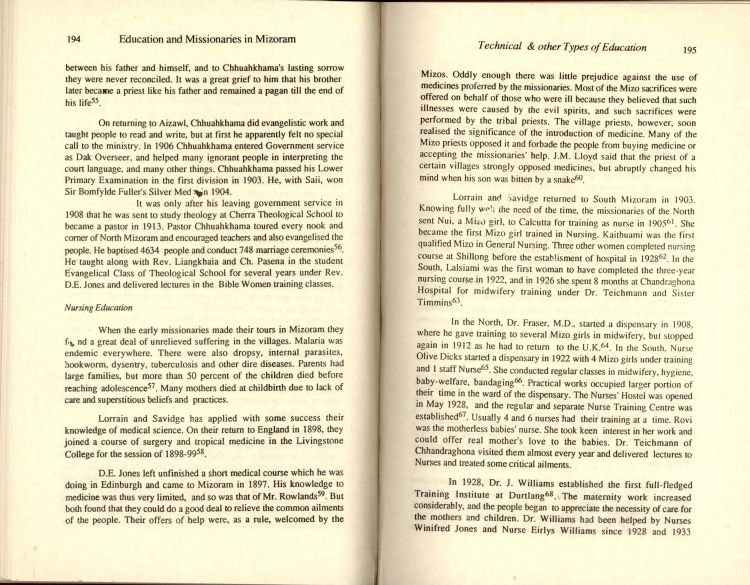 194 Education and Missionaries in Mizoram
between his father and himself, and to Chhuahkhama's lasting sorrow
they were never reconciled. It was a great grief to him that his brother
later became a priest like his father and remained a pagan till the end of
his life55.
On returning to Aizawl, Chhuahkhama did evangelistic work and
taught people to read and write, but at first he apparently felt no special
call to the ministry. In 1906 Chhuahkhama entered Government service
as Dak Overseer, and helped many ignorant people in interpreting the
court language, and many other things. Chhuahkhama passed his Lower
Primary Examination in the first division in 1903. He, with Saii, won
Sir Bomfylde Fuller's Silver Med in 1904.
It was only after his leaving government service in
1908 that he was sent to study theology at Cherra Theological School to
became a pastor in 1913. Pastor Chhuahkhama toured every nook and
corner of North Mizoram and encouraged teachers and also evangelised the
people. He baptised 4634 people and conduct 748 marriage ceremonies56.
He taught along with Rev. Liangkhaia and Ch. Pasena in the student
Evangelical Class of Theological School for several years under Rev.
D.E. Jones and delivered lectures in the Bible Women training classes.
Nursing Education
When the early missionaries made their tours in Mizoram they
f nd a great deal of unrelieved suffering in the villages. Malaria was
endemic everywhere. There were also dropsy, internal parasites,
hookworm, dysentry, tuberculosis and other dire diseases. Parents had
large families, but more than 50 percent of the children died before
reaching adolescence57. Many mothers died at childbirth due to lack of
care and superstitious beliefs and practices.
Lorrain and Savidge has applied with some success their
knowledge of medical science. On their return to England in 1898, they
joined a course of surgery and tropical medicine in the Livingstone
College for the session of 1898-9958.
D.E. Jones left unfinished a short medical course which he was
doing in Edinburgh and came to Mizoram in 1897. His knowledge to
medicine was thus very limited, and so was that of Mr. Rowlands59. But
both found that they could do a good deal to relieve the common ailments
of the people. Their offers of help were, as a rule, welcomed by the
Technical & other Types of Education 195
Mizos. Oddly enough there was little prejudice against the use of
medicines proferred by the missionaries. Most of the Mizo sacrifices were
offered on behalf of those who were ill because they believed that such
illnesses were caused by the evil spirits, and such sacrifices were
performed by the tribal priests. The village priests, however, soon
realised the significance of the introduction of medicine. Many of the
Mizo priests opposed it and forbade the people from buying medicine or
accepting the missionaries' help. J.M. Lloyd said that the priest of a
certain villages strongly opposed medicines, but abruptly changed his
mind when his son was bitten by a snake60.
Lorrain and Savidge returned to South Mizoram in 1903.
Knowing fully well the need of the time, the missionaries of the North
sent Nui, a Mizo girl, to Calcutta for training as nurse in 190561. She
became the first Mizo girl trained in Nursing. Kaithuami was the first
qualified Mizo in General Nursing. Three other women completed nursing
course at Shillong before the establisment of hospital in 192862. In the
South, Lalsiami was the first woman to have completed the three-year
nursing course in 1922, and in 1926 she spent 8 months at Chandraghona
Hospital for midwifery training under Dr. Teichmann and Sister
Timmins63.
In the North, Dr. Fraser, M.D., started a dispensary in 1908,
where he gave training to several Mizo girls in midwifery, but stopped
again in 1912 as he had to return to the U.K.64. In the South, Nurse
Olive Dicks started a dispensary in 1922 with 4 Mizo girls under training
and 1 staff Nurse65. She conducted regular classes in midwifery, hygiene,
baby-welfare, bandaging66. Practical works occupied larger portion of
their time in the ward of the dispensary. The Nurses' Hostel was opened
in May 1928, and the regular and separate Nurse Training Centre was
established67. Usually 4 and 6 nurses had their training at a time. Rovi
was the motherless babies' nurse. She took keen interest in her work and
could offer real mother's love to the babies. Dr. Teichmann of
Chhandraghona visited them almost every year and delivered lectures to
Nurses and treated some critical ailments.
In 1928, Dr. J. Williams established the first full-fledged
Training Institute at Durtlang68. The maternity work increased
considerably, and the people began to appreciate the necessity of care for
the mothers and children. Dr. Williams had been helped by Nurses
Winifred Jones and Nurse Eirlys Williams since 1928 and 1933